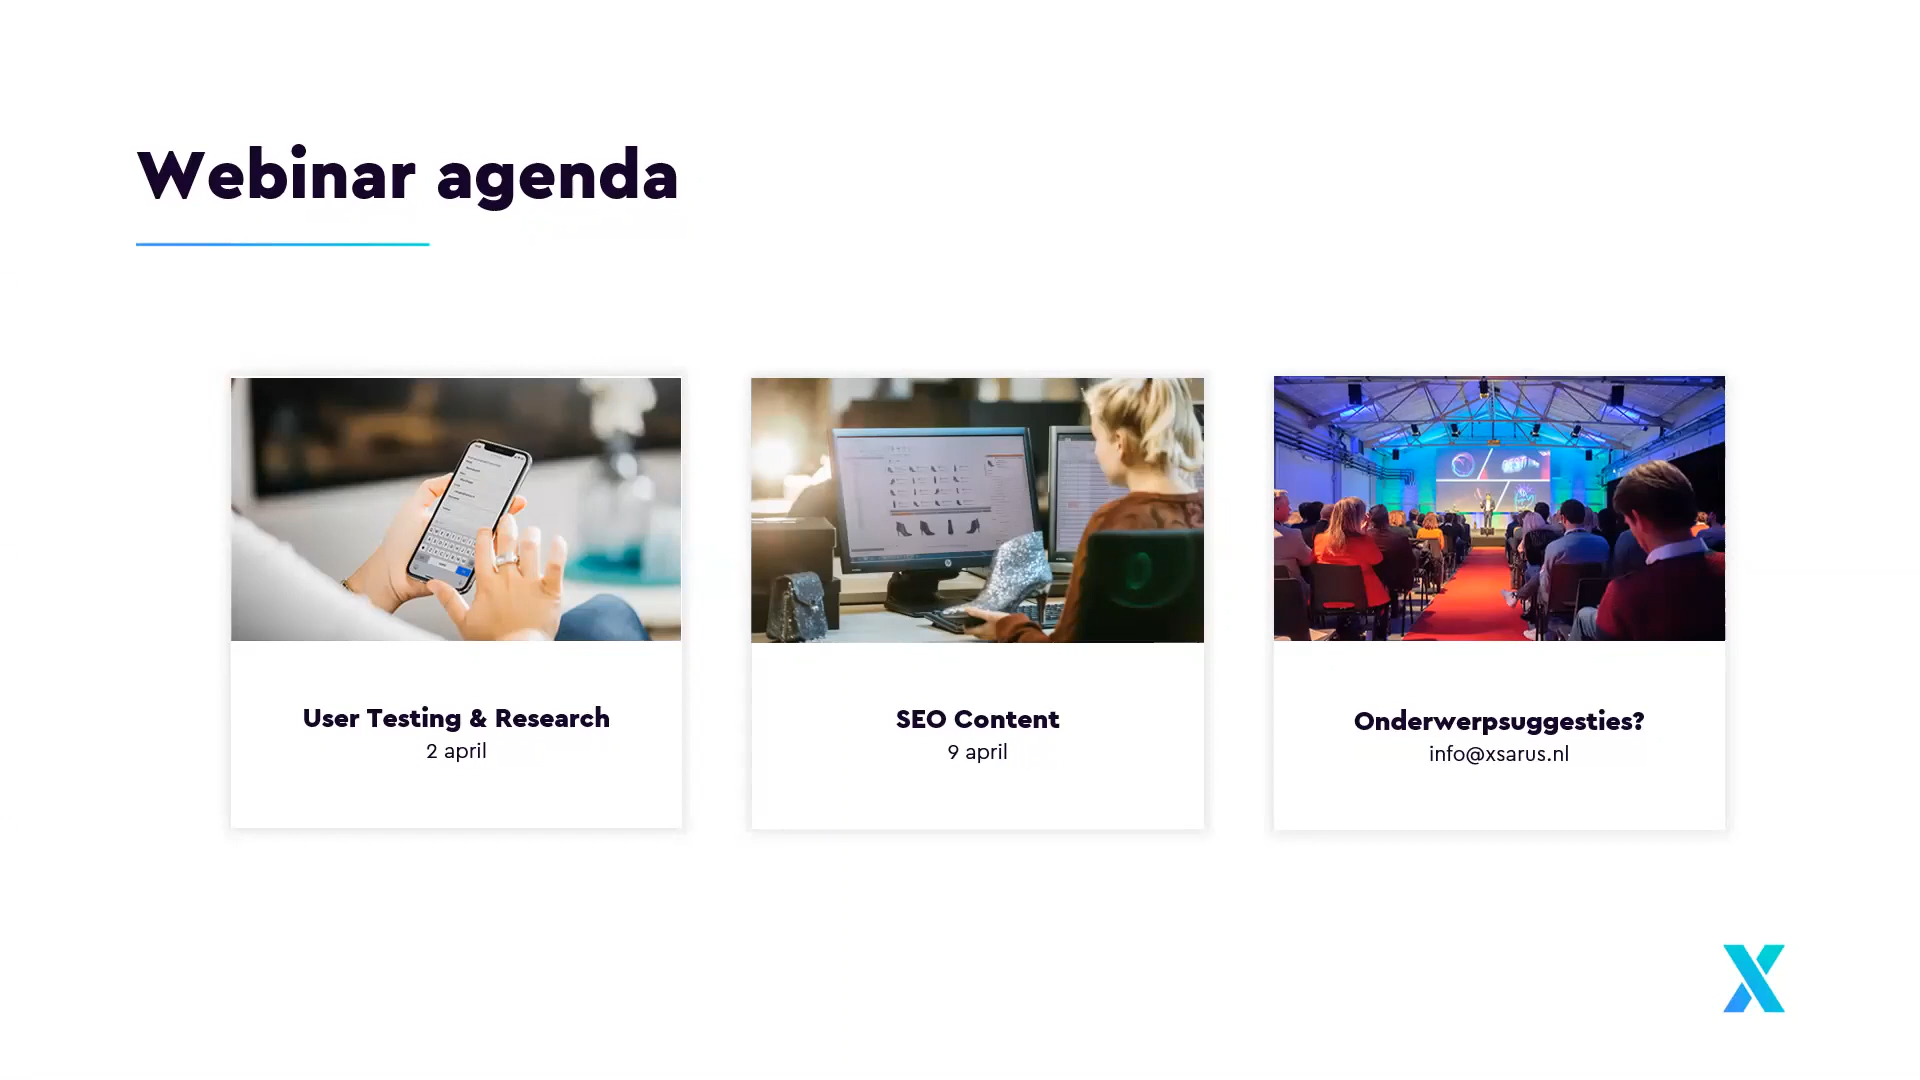 Webinar agenda
User Testing & Research
2 april
SEO Content
9 april
Onderwerpsuggesties?
info@xsarus.nl